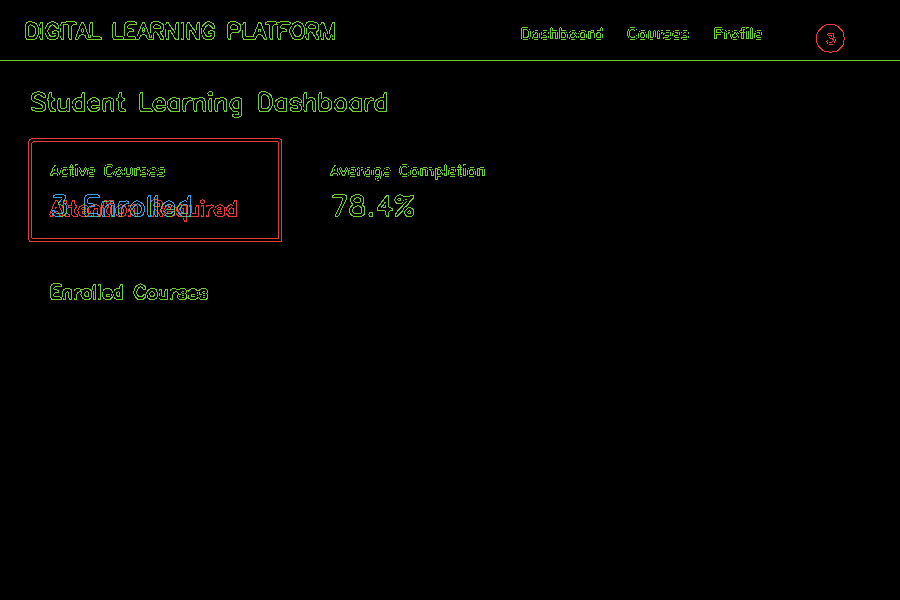 DIGITAL LEARNING PLATFORM
Dashboard Courses Profile 3
Student Learning Dashboard
Active Courses
3 Enrolled
Attention Required
Average Completion
78.4%
Enrolled Courses